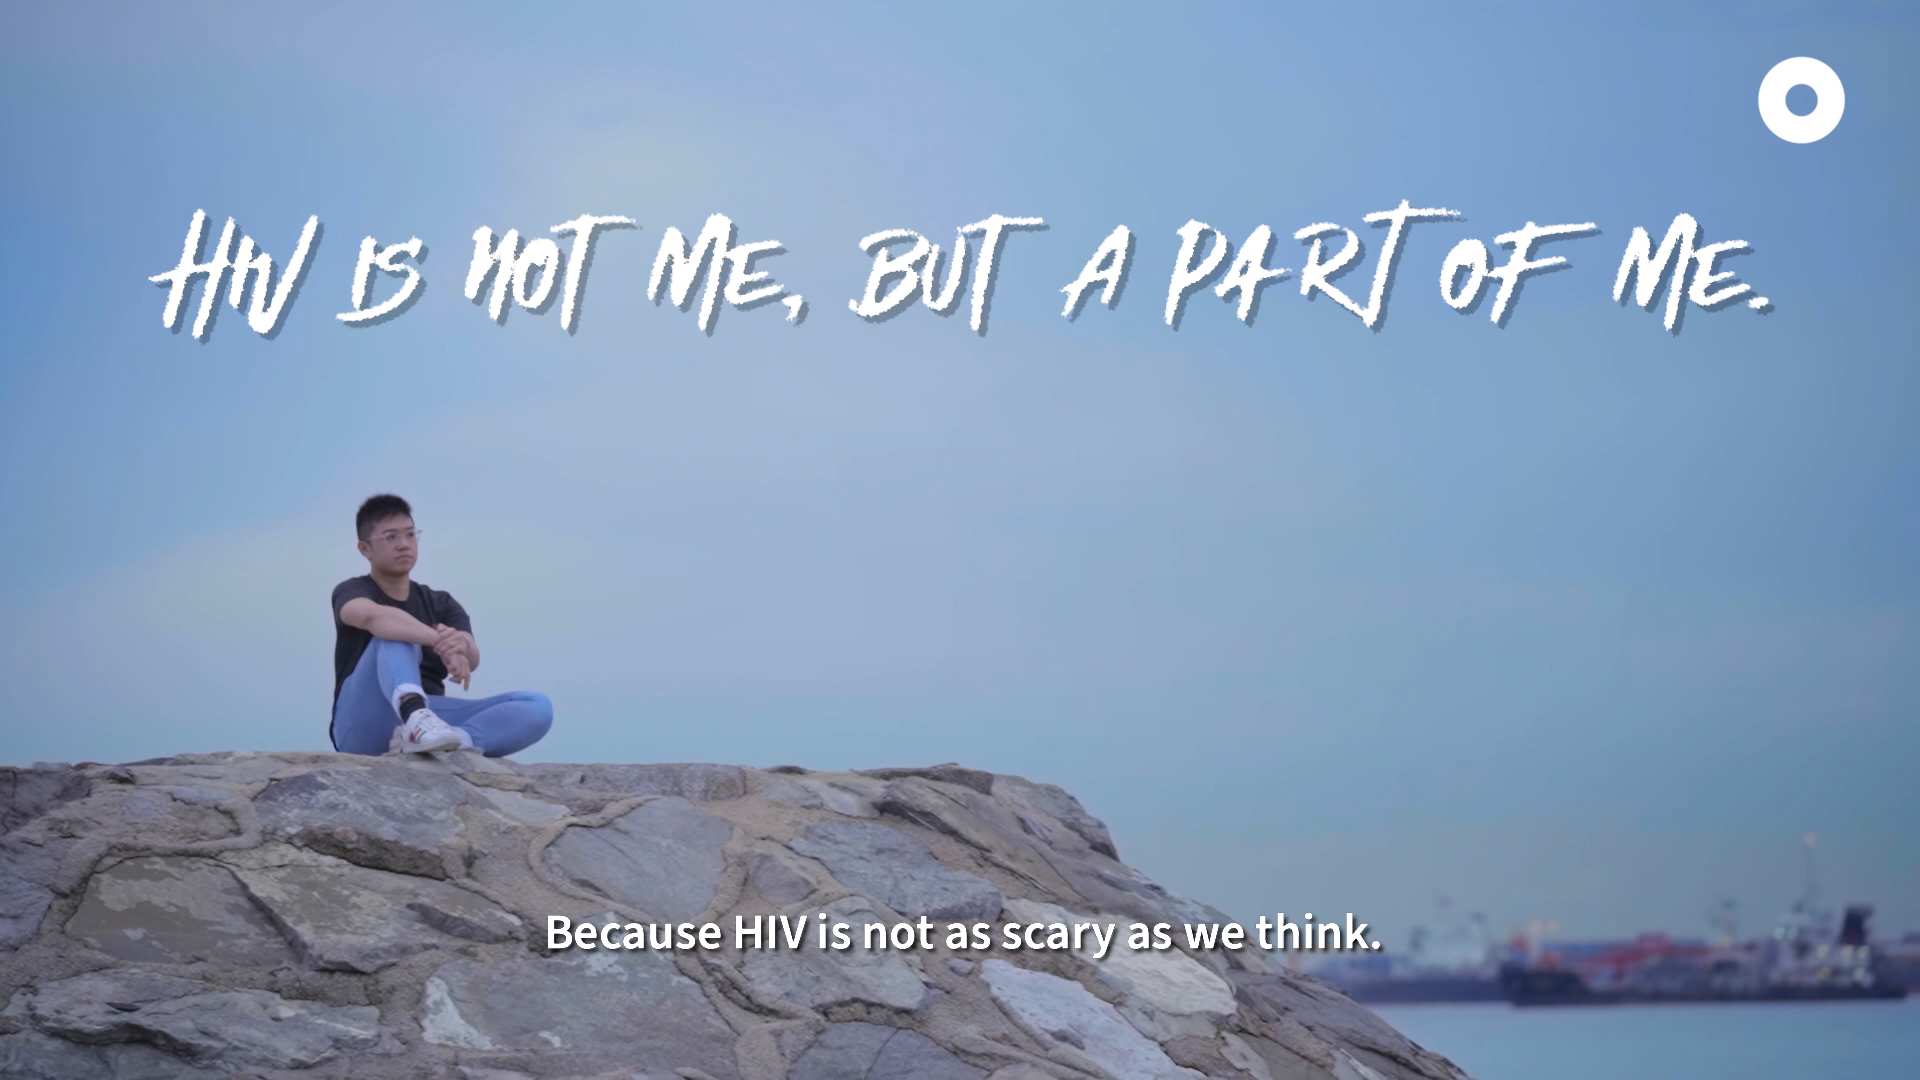 HIV IS NOT ME, BUT A PART OF ME.
Because HIV is not as scary as we think.